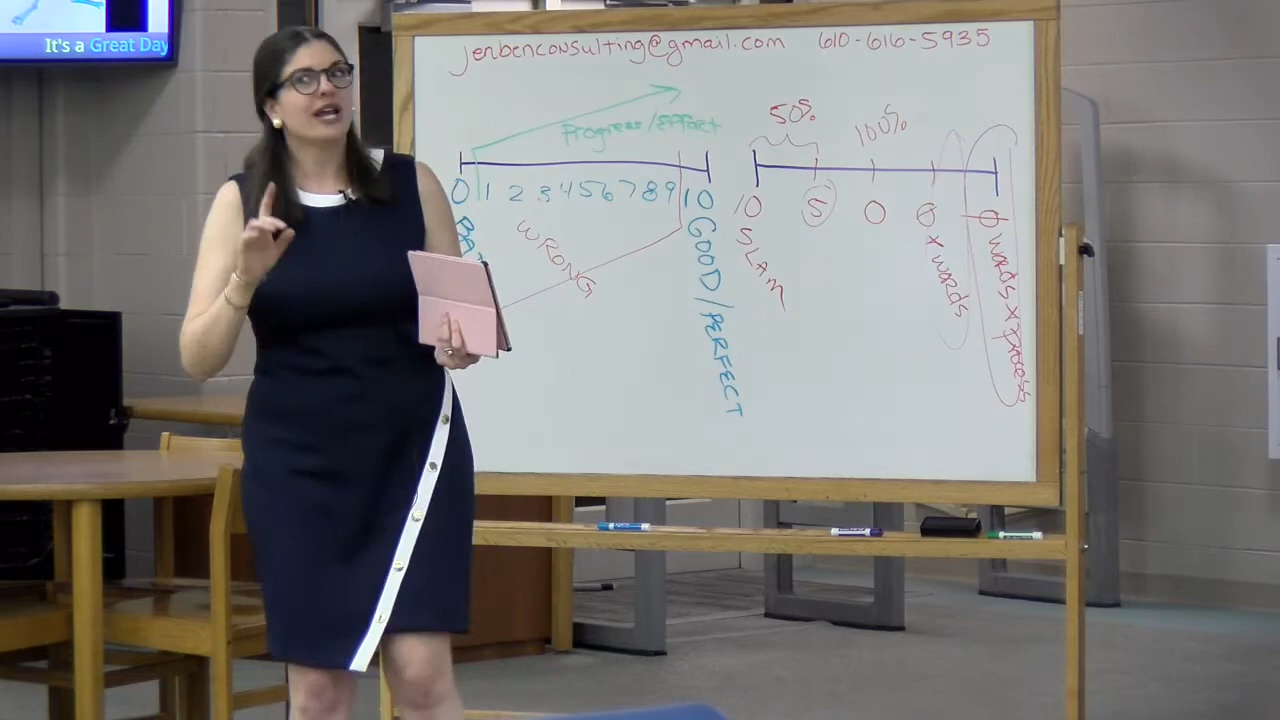 It's a Great Day
jenbenconsulting@gmail.com 610-616-5935
Progress/Effort
50%
100%
0 1 2 3 4 5 6 7 8 9 10
10 5 0 0 0
BA
WRONG
GOOD/PERFECT
SLAM
x words
words x process